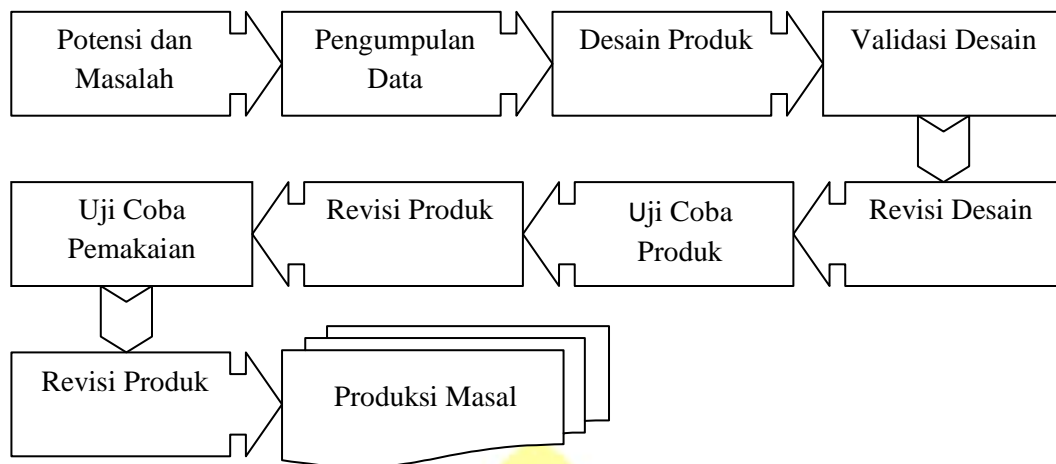 Potensi dan
Masalah
Pengumpulan
Data
Desain Produk
Validasi Desain
Uji Coba
Pemakaian
Revisi Produk
Uji Coba
Produk
Revisi Desain
Revisi Produk
Produksi Masal